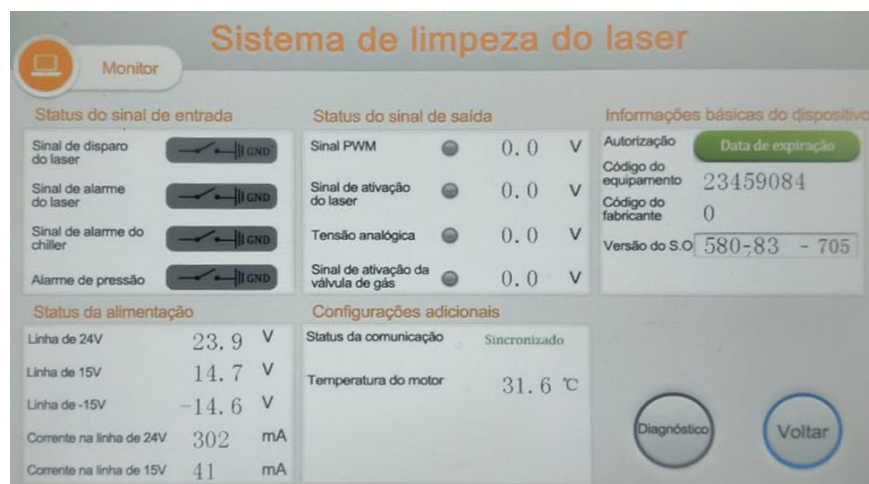 Sistema de limpeza do laser
Monitor
Status do sinal de entrada
Sinal de disparo
do laser
GND
Sinal de alarme
do laser
GND
Sinal de alarme do
chiller
GND
Alarme de pressão
GND
Status do sinal de saída
Sinal PWM 0.0 V
Sinal de ativação
do laser
0.0 V
Tensão analógica 0.0 V
Sinal de ativação da
válvula de gás
0.0 V
Informações básicas do dispositivo
Autorização Data de expiração
Código do
equipamento
23459084
Código do
fabricante
0
Versão do S.O 580-83 - 705
Status da alimentação
Linha de 24V 23.9 V
Linha de 15V 14.7 V
Linha de -15V -14.6 V
Corrente na linha de 24V 302 mA
Corrente na linha de 15V 41 mA
Configurações adicionais
Status da comunicação Sincronizado
Temperatura do motor 31.6 ℃
Diagnóstico
Voltar